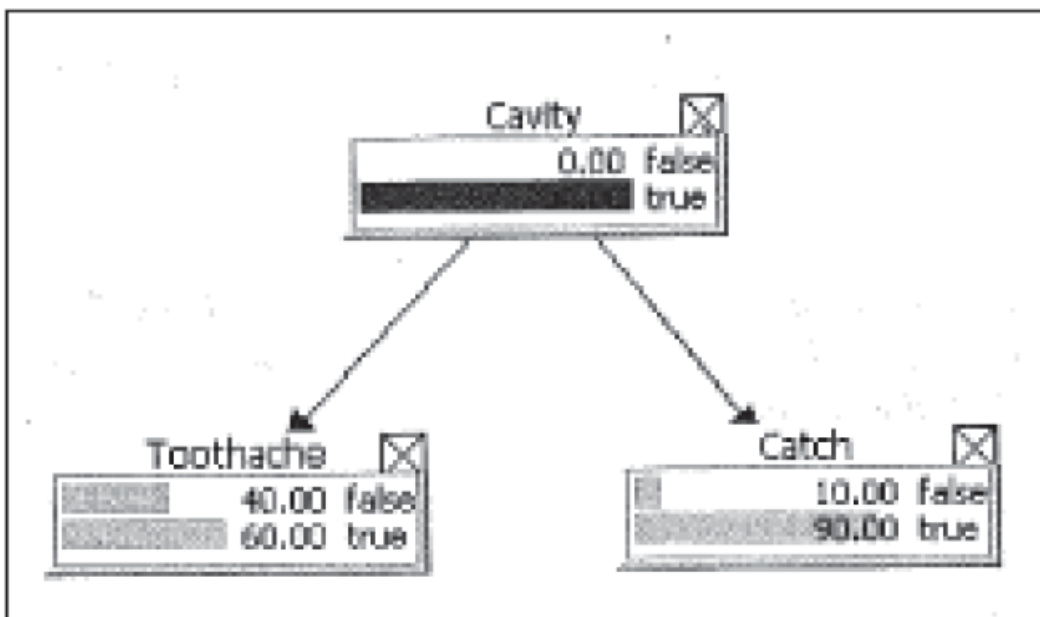 Cavity
0.00 false
true
Toothache
40.00 false
60.00 true
Catch
10.00 false
90.00 true